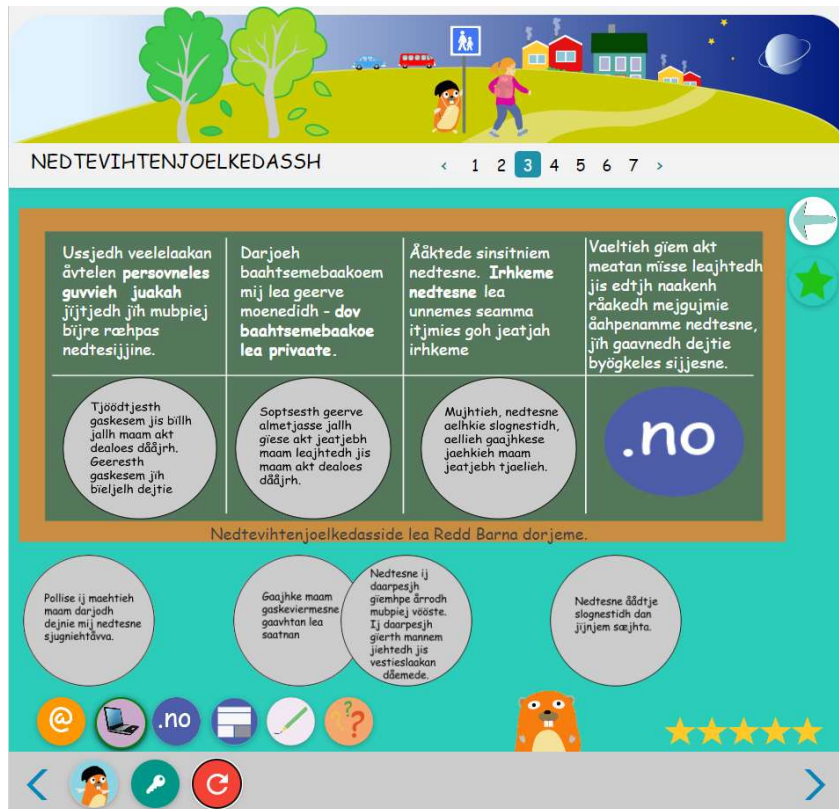 NEDTEVIHTENJOELKEDASSH
< 1 2 3 4 5 6 7 >
Ussjedh veelelaakan
åvtelen persovneles
guvvieh juakah
jïjtjedh jïh mubpiej
bïjre ræhpas
nedtesijjine.
Darjoeh
baahtsemebaakoem
mij lea geerve
moenedidh - dov
baahtsemebaakoe
lea privaate.
Ååktede sinsitniem
nedtesne. Irhkeme
nedtesne lea
unnemes seamma
itjmies goh jeatjah
irhkeme
Vaeltieh gïem akt
meatan mïsse leajhtedh
jis edtjh naakenh
råakedh mejgujmie
åahpenamme nedtesne,
jïh gaavnedh dejtie
byögkeles sijjesne.
Tjöödtjesth
gaskesem jis bïllh
jallh maam akt
dealoes dååjrh.
Geeresth
gaskesem jïh
bïeljelh dejtie
Soptsesth geerve
almetjasse jallh
gïese akt jeatjebh
maam leajhtedh jis
maam akt dealoes
dååjrh.
Mujhtieh, nedtesne
aelhkie slognestidh,
aellieh gaajhkese
jaehkieh maam
jeatjebh tjaelieh.
.no
Nedtevihtenjoelkedasside lea Redd Barna dorjeme.
Pollise ij maehtieh
maam darjodh
dejnie mij nedtesne
sjugniehtåvva.
Gaajhke maam
gaskeviermesne
gaavhtan lea
saatnan
Nedtesne ij
daarpesjh
gïemhpe årrodh
mubpiej vööste.
Ij daarpesjh
gïerth mannem
jiehtedh jis
vestieslaakan
dåemede.
Nedtesne åådtje
slognestidh dan
jïjnjem sæjhta.
@
.no
???